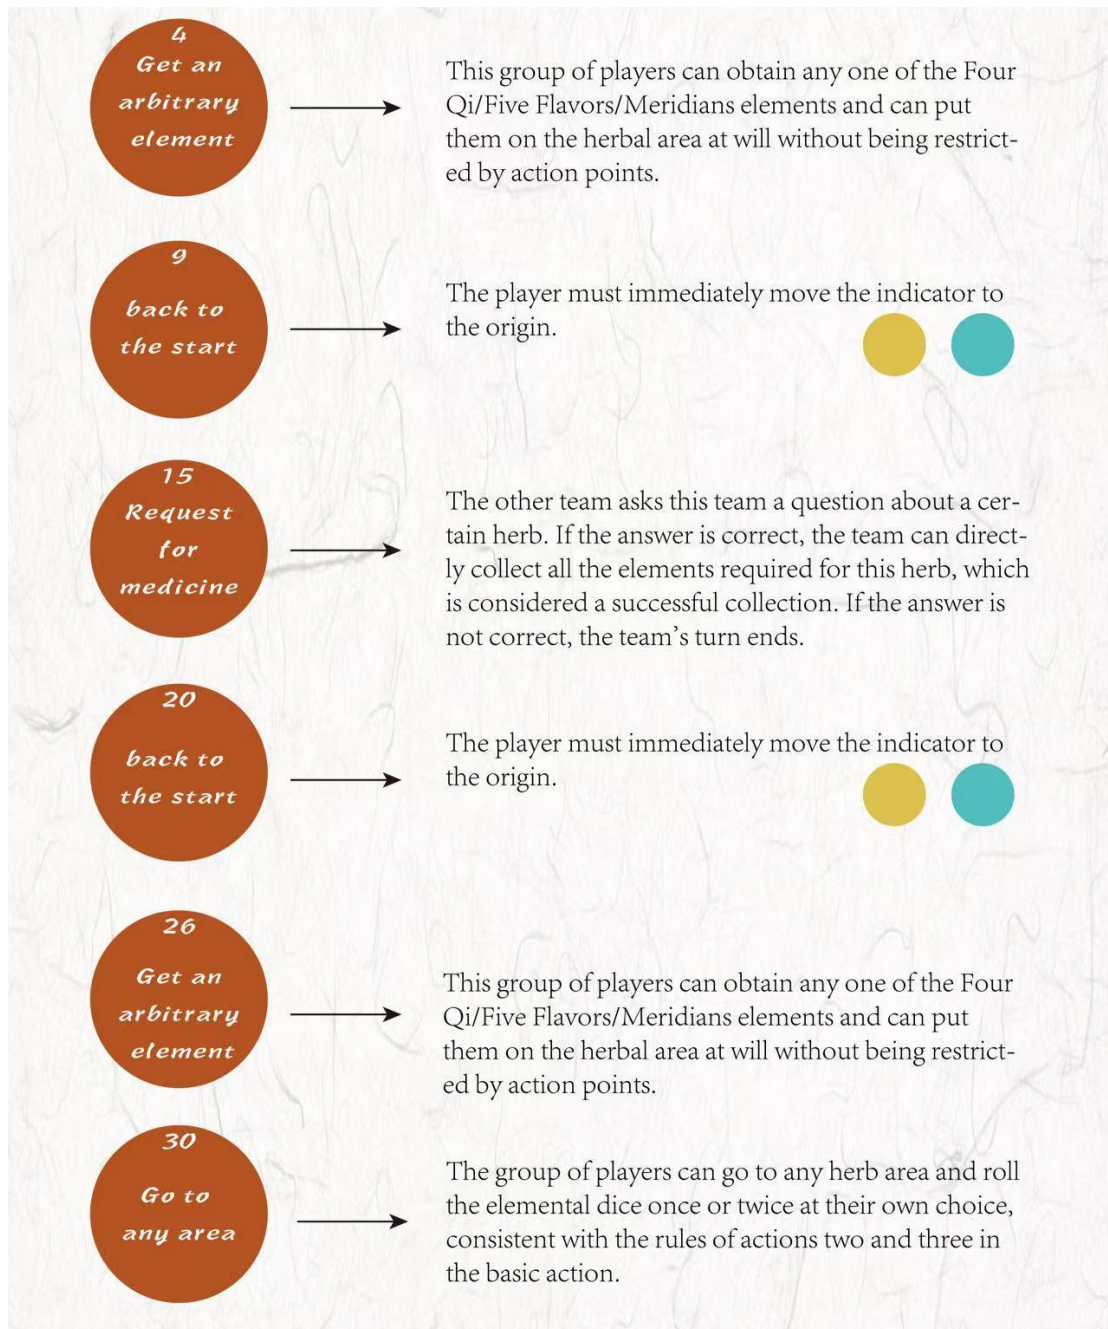 4
Get an
arbitrary
element
This group of players can obtain any one of the Four
Qi/Five Flavors/Meridians elements and can put
them on the herbal area at will without being restrict-
ed by action points.
9
back to
the start
The player must immediately move the indicator to
the origin.
15
Request
for
medicine
The other team asks this team a question about a cer-
tain herb. If the answer is correct, the team can direct-
ly collect all the elements required for this herb, which
is considered a successful collection. If the answer is
not correct, the team's turn ends.
20
back to
the start
The player must immediately move the indicator to
the origin.
26
Get an
arbitrary
element
This group of players can obtain any one of the Four
Qi/Five Flavors/Meridians elements and can put
them on the herbal area at will without being restrict-
ed by action points.
30
Go to
any area
The group of players can go to any herb area and roll
the elemental dice once or twice at their own choice,
consistent with the rules of actions two and three in
the basic action.